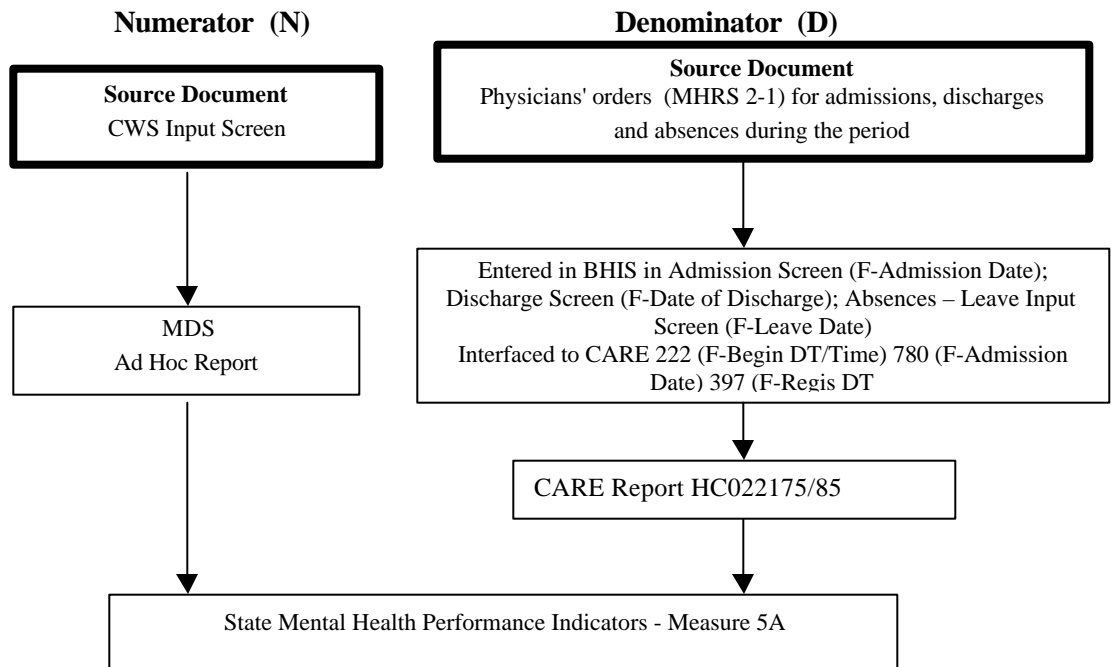 Numerator (N)
Denominator (D)
Source Document
CWS Input Screen
Source Document
Physicians' orders (MHRS 2-1) for admissions, discharges
and absences during the period
Entered in BHIS in Admission Screen (F-Admission Date);
Discharge Screen (F-Date of Discharge); Absences – Leave Input
Screen (F-Leave Date)
Interfaced to CARE 222 (F-Begin DT/Time) 780 (F-Admission
Date) 397 (F-Regis DT
MDS
Ad Hoc Report
CARE Report HC022175/85
State Mental Health Performance Indicators - Measure 5A